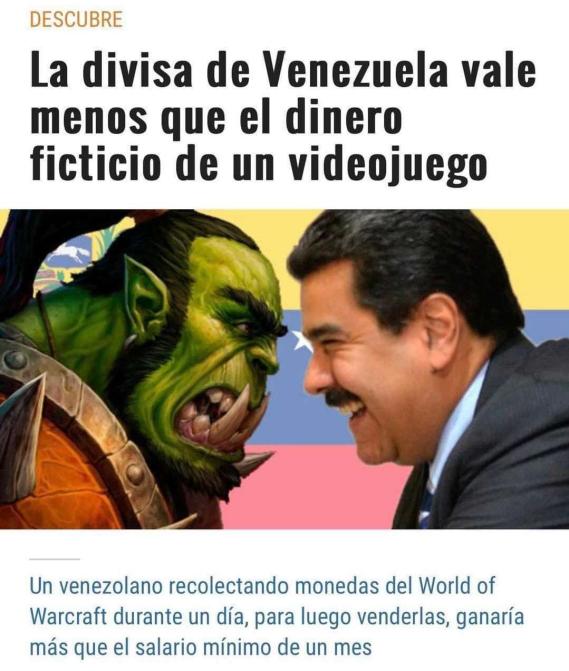 DESCUBRE
La divisa de Venezuela vale
menos que el dinero
ficticio de un videojuego
Un venezolano recolectando monedas del World of
Warcraft durante un día, para luego venderlas, ganaría
más que el salario mínimo de un mes